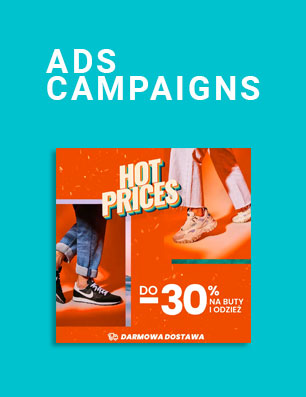 ADS
CAMPAIGNS
HOT
PRICES
DO
-30%
NA BUTY
I ODZIEŻ
DARMOWA DOSTAWA